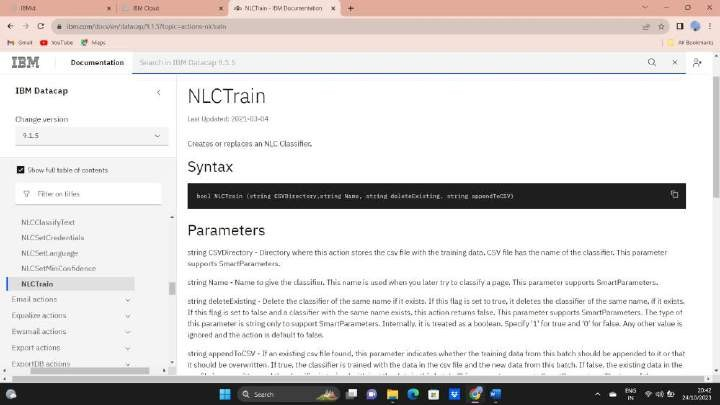 IBMid
IBM Cloud
NLCTrain - IBM Documentation
ibm.com/docs/en/datacap/9.1.5?topic=actions-nlctrain
Gmail YouTube Maps
All Bookmarks
IBM Documentation Search in IBM Datacap 9.1.5
IBM Datacap
Change version
9.1.5
Show full table of contents
Filter on titles
NLCClassifyText
NLCSetCredentials
NLCSetLanguage
NLCSetMinConfidence
NLCTrain
Email actions
Equalize actions
Ewsmail actions
Export actions
ExportDB actions
NLCTrain
Last Updated: 2021-03-04
Creates or replaces an NLC Classifier.
Syntax
bool NLCTrain (string CSVDirectory,string Name, string deleteExisting, string appendToCSV)
Parameters
string CSVDirectory - Directory where this action stores the csv file with the training data. CSV file has the name of the classifier. This parameter
supports SmartParameters.
string Name - Name to give the classifier. This name is used when you later try to classify a page. This parameter supports SmartParameters.
string deleteExisting - Delete the classifier of the same name if it exists. If this flag is set to true, it deletes the classifier of the same name, if it exists.
If this flag is set to false and a classifier with the same name exists, this action returns false. This parameter supports SmartParameters. The type of
this parameter is string only to support SmartParameters. Internally, it is treated as a boolean. Specify '1' for true and '0' for false. Any other value is
ignored and the action is default to false.
string appendToCSV - If an existing csv file found, this parameter indicates whether the training data from this batch should be appended to it or that
it should be overwritten. If true, the classifier is trained with the data in the csv file and the new data from this batch. If false, the existing data in the
Search
ENG
IN
20:42
24/10/2023